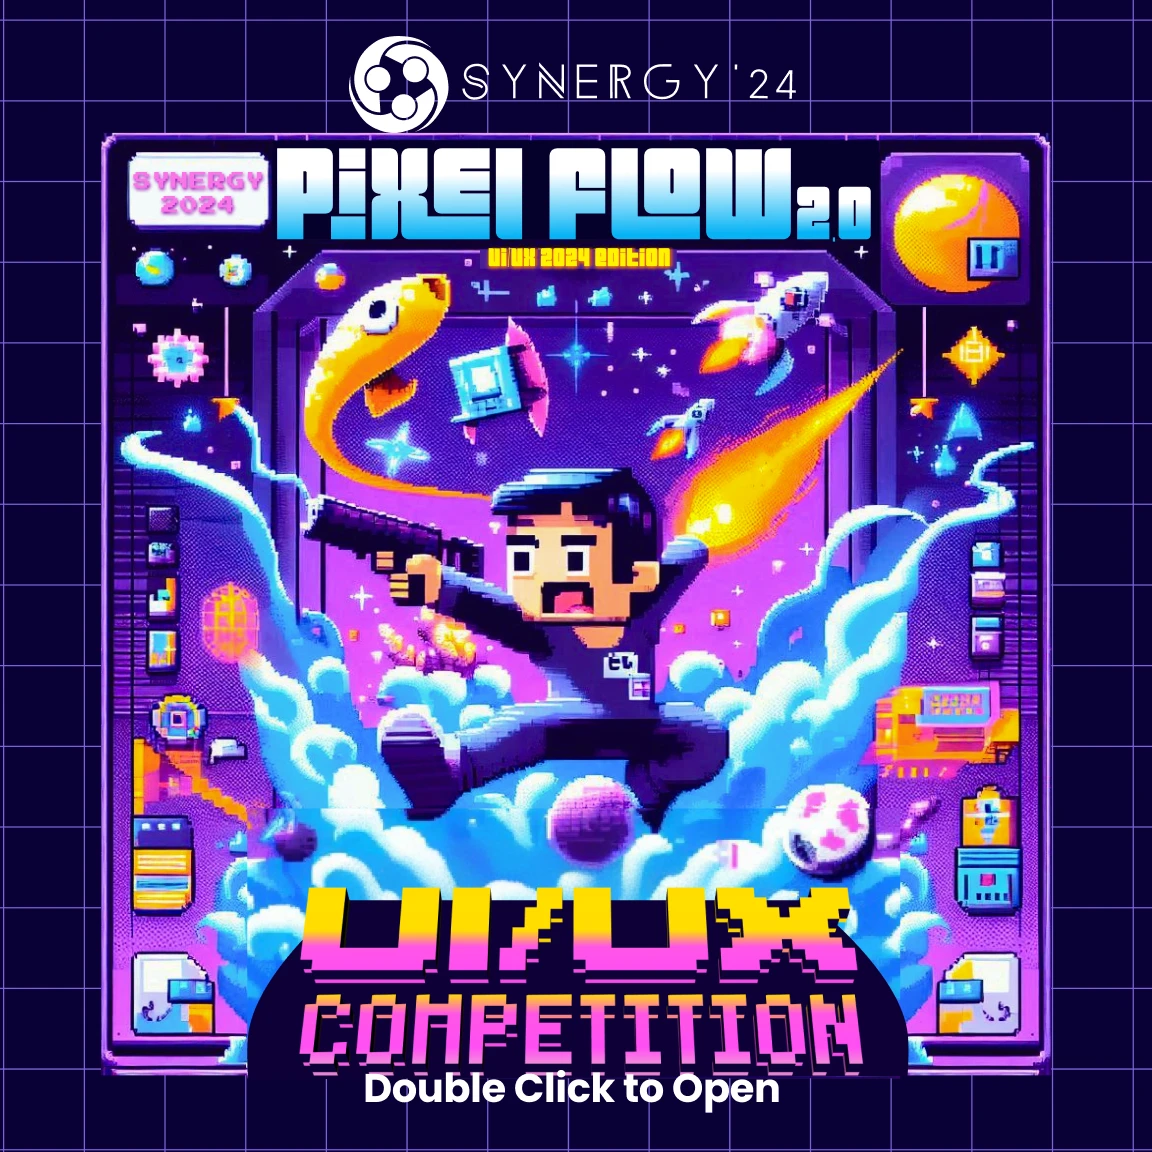 SYNERGY'24
SYNERGY
2024
PIXEL FLOW 2.0
UI/UX 2024 EDITION
UI/UX
COMPETITION
Double Click to Open